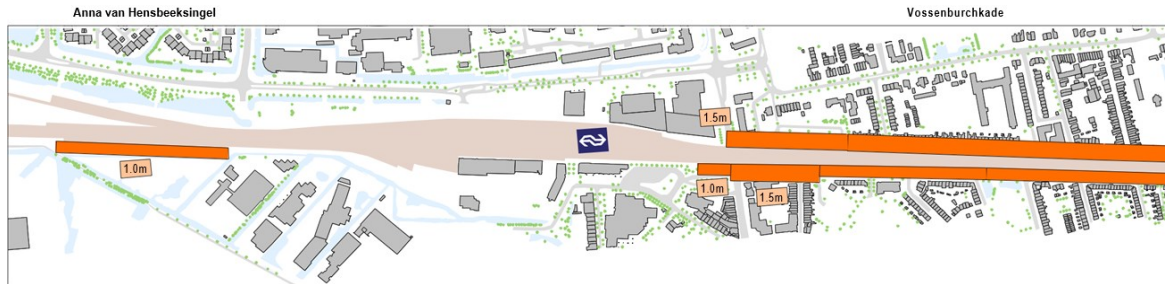 Anna van Hensbeeksingel
Vossenburchkade
1.5m
1.0m
1.0m
1.5m